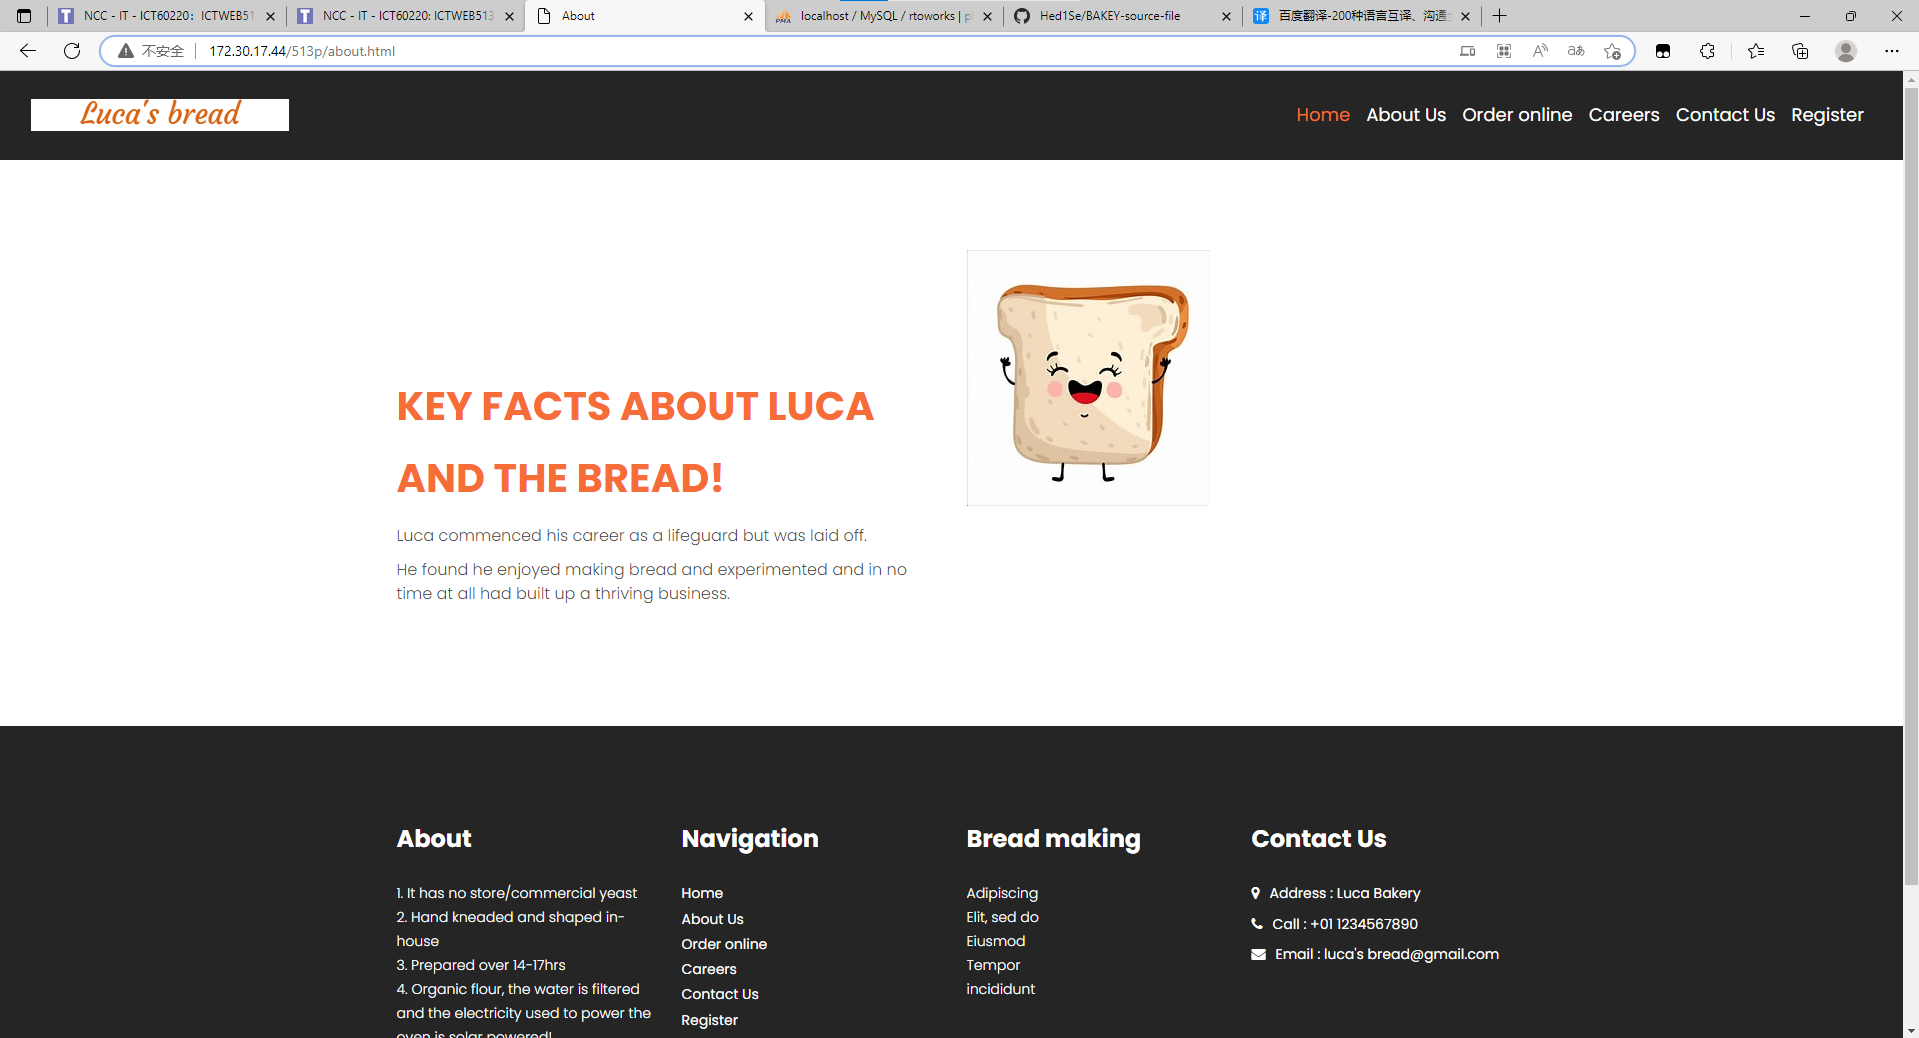 NCC - IT - ICT60220: ICTWEB51
NCC - IT - ICT60220: ICTWEB513
About
localhost / MySQL / rtoworks |
Hed1Se/BAKEY-source-file
百度翻译-200种语言互译、沟通
不安全
172.30.17.44/513p/about.html
Luca's bread
Home About Us Order online Careers Contact Us Register
KEY FACTS ABOUT LUCA
AND THE BREAD!
Luca commenced his career as a lifeguard but was laid off.
He found he enjoyed making bread and experimented and in no
time at all had built up a thriving business.
About
1. It has no store/commercial yeast
2. Hand kneaded and shaped in-
house
3. Prepared over 14-17hrs
4. Organic flour, the water is filtered
and the electricity used to power the
oven is solar powered!
Navigation
Home
About Us
Order online
Careers
Contact Us
Register
Bread making
Adipiscing
Elit, sed do
Eiusmod
Tempor
incididunt
Contact Us
Address : Luca Bakery
Call : +01 1234567890
Email : luca's bread@gmail.com